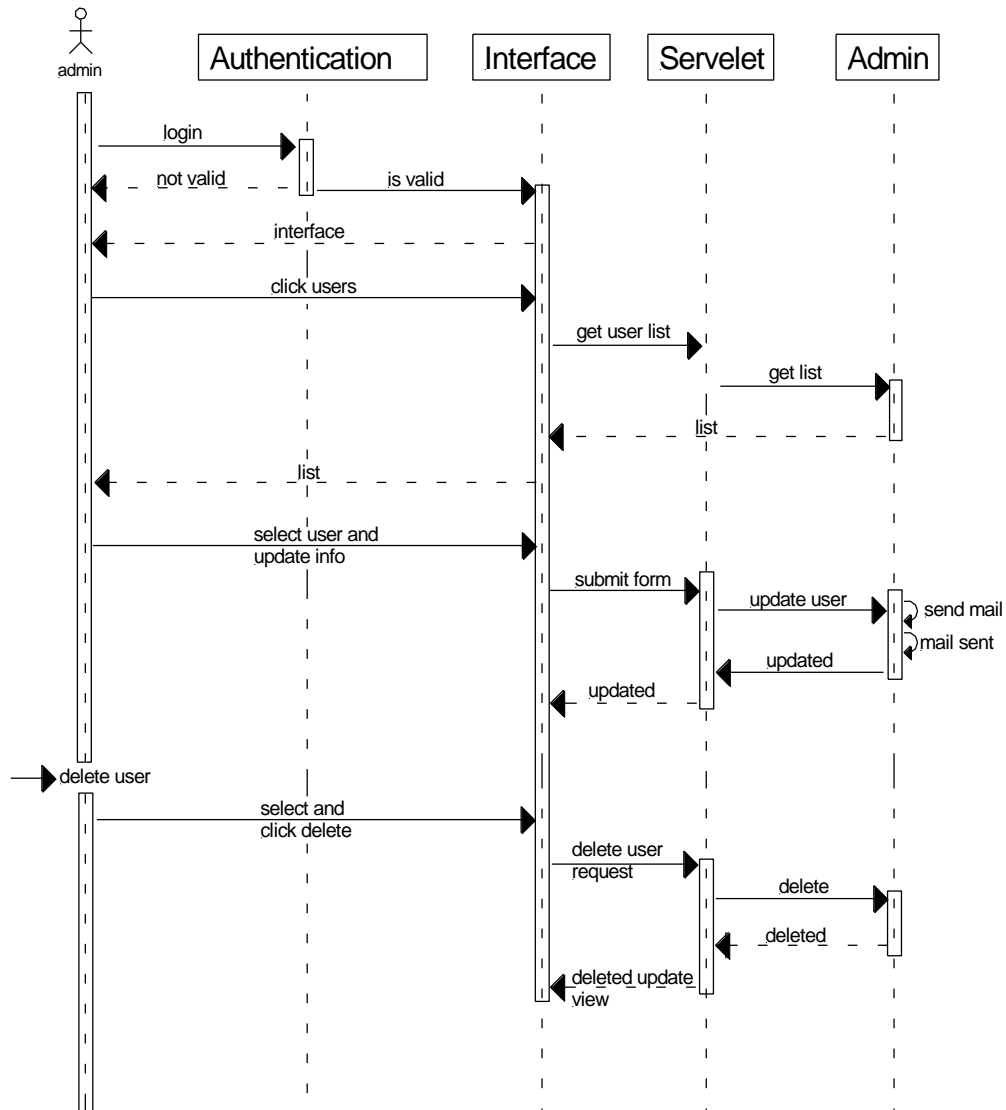 admin
Authentication
Interface
Servelet
Admin
login
not valid
is valid
interface
click users
get user list
get list
list
list
select user and
update info
submit form
update user
send mail
mail sent
updated
updated
delete user
select and
click delete
delete user
request
delete
deleted
deleted update
view